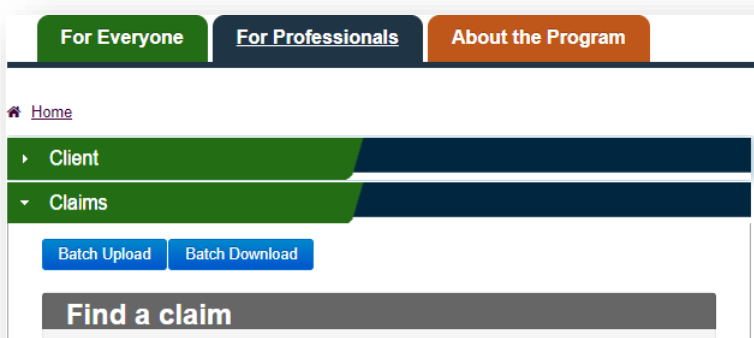 For Everyone For Professionals About the Program
Home
Client
Claims
Batch Upload Batch Download
Find a claim